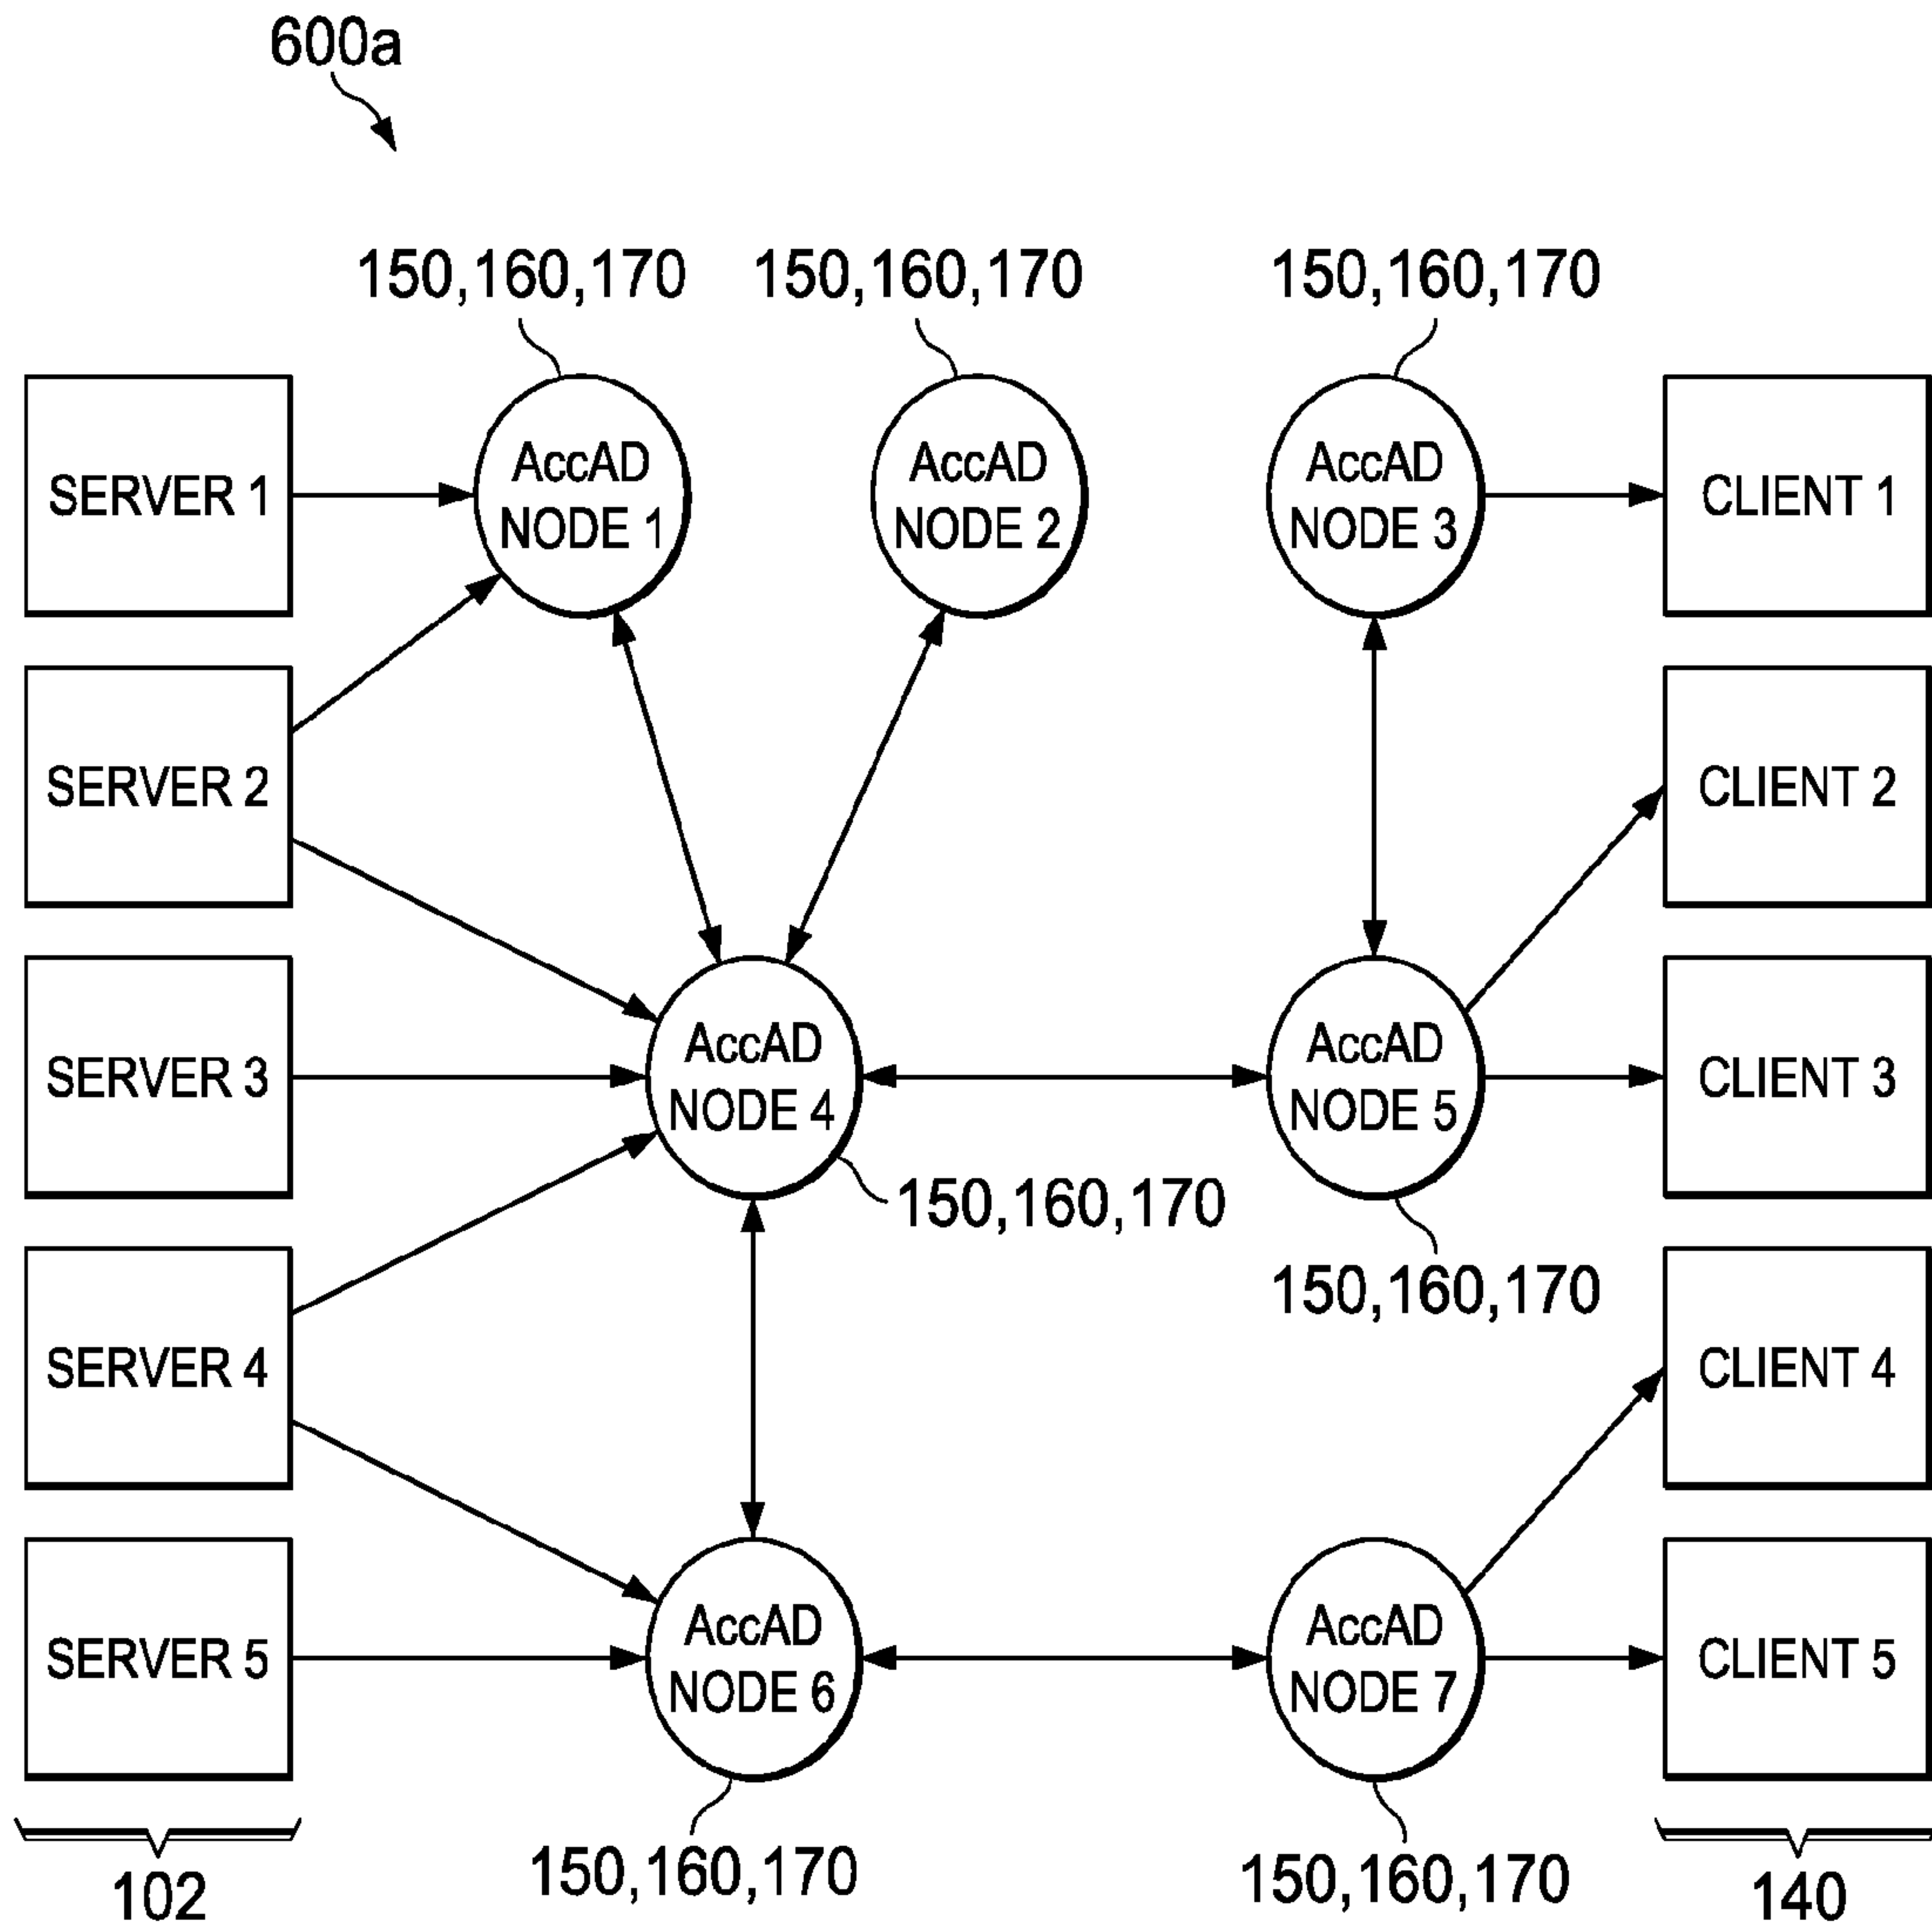 600a
150,160,170 150,160,170 150,160,170
SERVER 1
AccAD
NODE 1
AccAD
NODE 2
AccAD
NODE 3
CLIENT 1
SERVER 2
CLIENT 2
SERVER 3
AccAD
NODE 4
AccAD
NODE 5
CLIENT 3
150,160,170
150,160,170
SERVER 4
CLIENT 4
SERVER 5
AccAD
NODE 6
AccAD
NODE 7
CLIENT 5
150,160,170 150,160,170
102 140